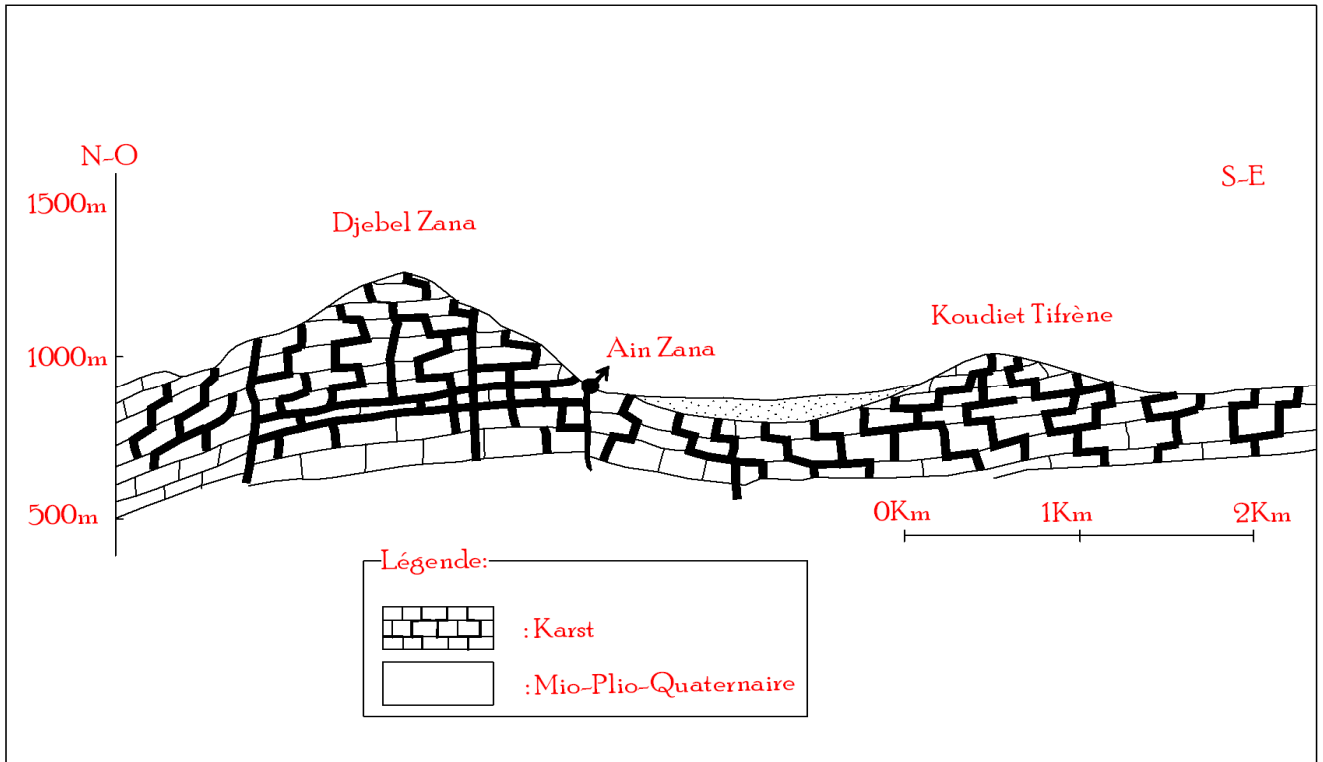 N-O
S-E
1500m
Djebel Zana
Koudiet Tifrène
Ain Zana
1000m
500m
0Km 1Km 2Km
Légende:
: Karst
: Mio-Plio-Quaternaire